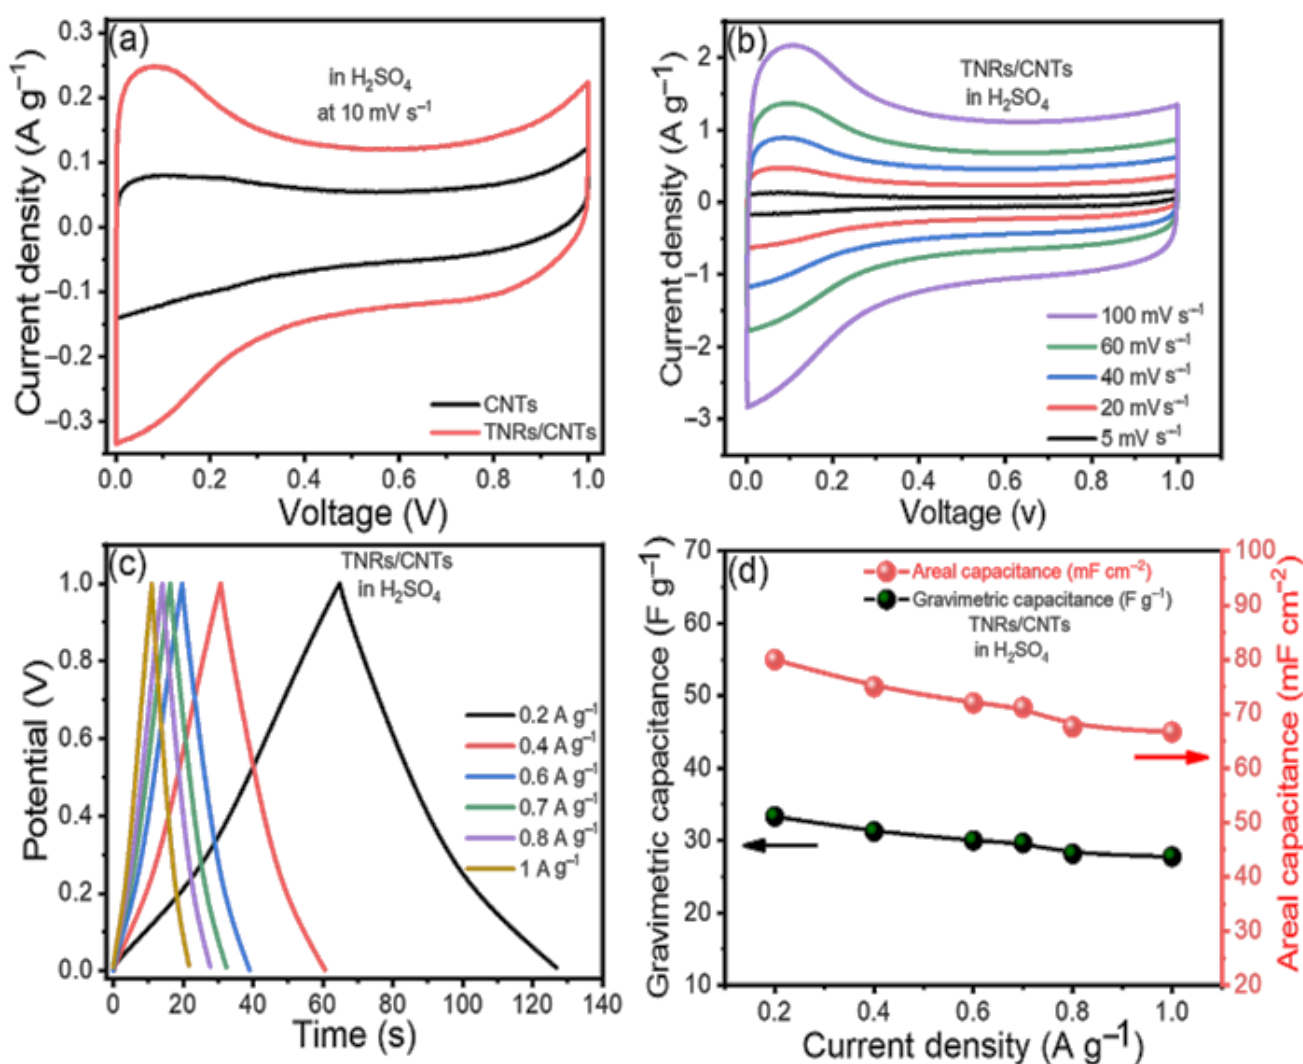 (a)
in H₂SO₄
at 10 mV s⁻¹
CNTs
TNRs/CNTs
Current density (A g⁻¹)
0.3
0.2
0.1
0.0
−0.1
−0.2
−0.3
0.0 0.2 0.4 0.6 0.8 1.0
Voltage (V)
(b)
TNRs/CNTs
in H₂SO₄
100 mV s⁻¹
60 mV s⁻¹
40 mV s⁻¹
20 mV s⁻¹
5 mV s⁻¹
Current density (A g⁻¹)
2
1
0
−1
−2
−3
0.0 0.2 0.4 0.6 0.8 1.0
Voltage (v)
(c)
TNRs/CNTs
in H₂SO₄
0.2 A g⁻¹
0.4 A g⁻¹
0.6 A g⁻¹
0.7 A g⁻¹
0.8 A g⁻¹
1 A g⁻¹
Potential (V)
1.0
0.8
0.6
0.4
0.2
0.0
0 20 40 60 80 100 120 140
Time (s)
(d)
Areal capacitance (mF cm⁻²)
Gravimetric capacitance (F g⁻¹)
TNRs/CNTs
in H₂SO₄
Gravimetric capacitance (F g⁻¹)
70
60
50
40
30
20
10
0.2 0.4 0.6 0.8 1.0
Current density (A g⁻¹)
100
90
80
70
60
50
40
30
20
Areal capacitance (mF cm⁻²)